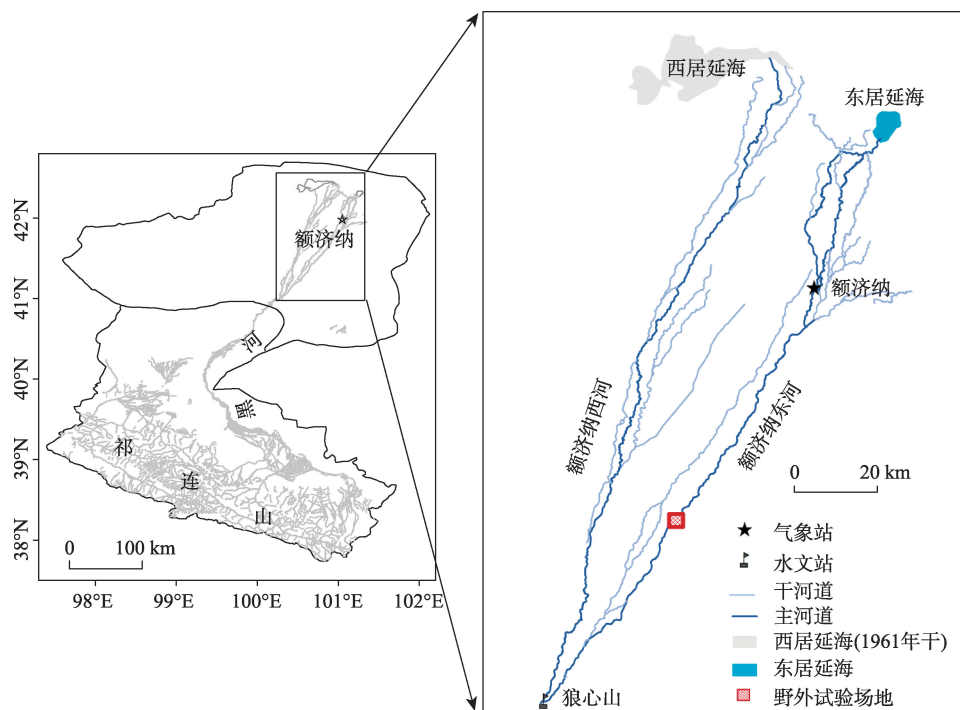 42°N
41°N
40°N
39°N
38°N
98°E
99°E
100°E
101°E
102°E
额济纳
河
黑
祁
连
山
0
100 km
西居延海
东居延海
额济纳
额济纳西河
额济纳东河
狼心山
0
20 km
气象站
水文站
干河道
主河道
西居延海(1961年干)
东居延海
野外试验场地